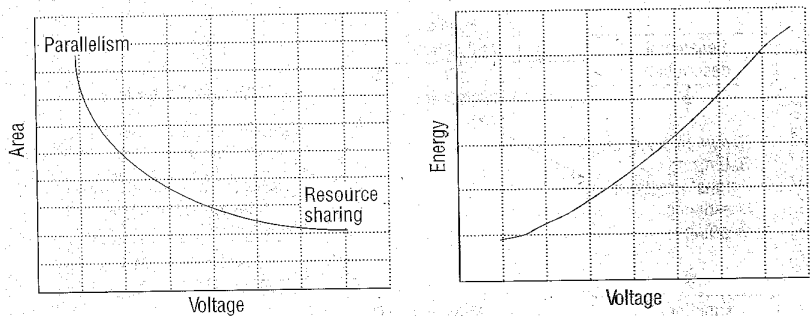 Parallelism
Area
Resource
sharing
Voltage
Energy
Voltage